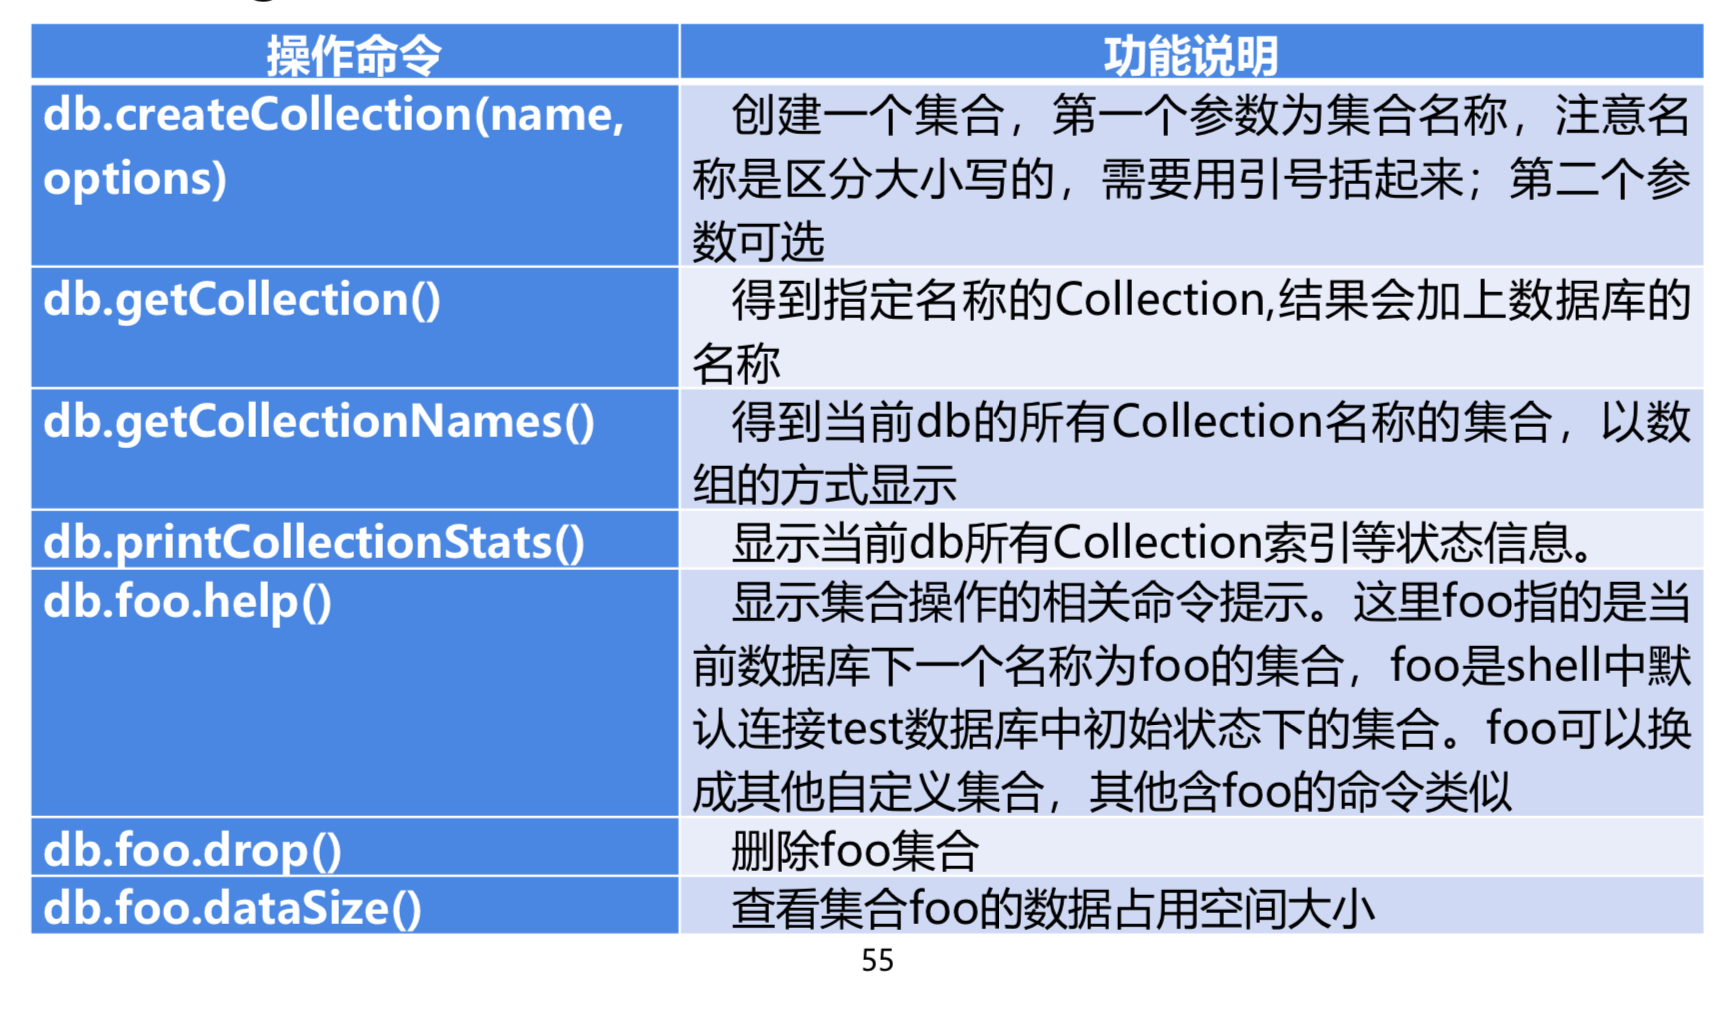 操作命令
功能说明
db.createCollection(name,
options)
创建一个集合，第一个参数为集合名称，注意名
称是区分大小写的，需要用引号括起来；第二个参
数可选
db.getCollection()
得到指定名称的Collection,结果会加上数据库的
名称
db.getCollectionNames()
得到当前db的所有Collection名称的集合，以数
组的方式显示
db.printCollectionStats()
显示当前db所有Collection索引等状态信息。
db.foo.help()
显示集合操作的相关命令提示。这里foo指的是当
前数据库下一个名称为foo的集合，foo是shell中默
认连接test数据库中初始状态下的集合。foo可以换
成其他自定义集合，其他含foo的命令类似
db.foo.drop()
删除foo集合
db.foo.dataSize()
查看集合foo的数据占用空间大小
55